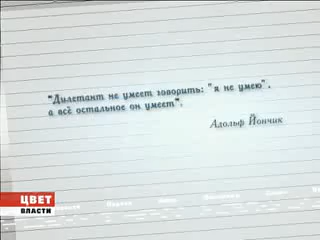 "Дилетант не умеет говорить: "я не умею",
а всё остальное он умеет".
Адольф Йончик
ЦВЕТ
ВЛАСТИ